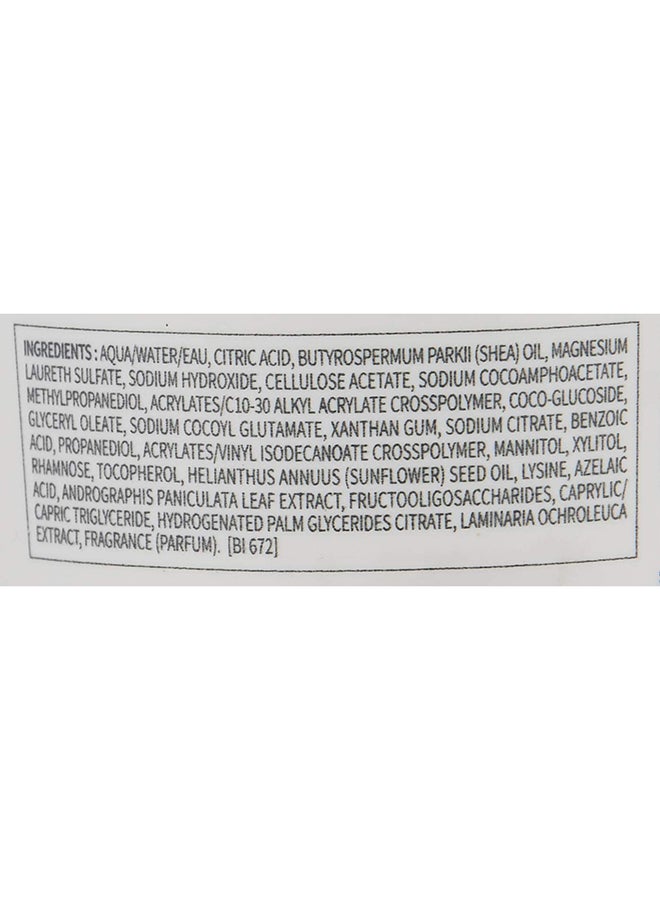 INGREDIENTS : AQUA/WATER/EAU, CITRIC ACID, BUTYROSPERMUM PARKII (SHEA) OIL, MAGNESIUM
LAURETH SULFATE, SODIUM HYDROXIDE, CELLULOSE ACETATE, SODIUM COCOAMPHOACETATE,
METHYLPROPANEDIOL, ACRYLATES/C10-30 ALKYL ACRYLATE CROSSPOLYMER, COCO-GLUCOSIDE,
GLYCERYL OLEATE, SODIUM COCOYL GLUTAMATE, XANTHAN GUM, SODIUM CITRATE, BENZOIC
ACID, PROPANEDIOL, ACRYLATES/VINYL ISODECANOATE CROSSPOLYMER, MANNITOL, XYLITOL,
RHAMNOSE, TOCOPHEROL, HELIANTHUS ANNUUS (SUNFLOWER) SEED OIL, LYSINE, AZELAIC
ACID, ANDROGRAPHIS PANICULATA LEAF EXTRACT, FRUCTOOLIGOSACCHARIDES, CAPRYLIC/
CAPRIC TRIGLYCERIDE, HYDROGENATED PALM GLYCERIDES CITRATE, LAMINARIA OCHROLEUCA
EXTRACT, FRAGRANCE (PARFUM). [BI 672]